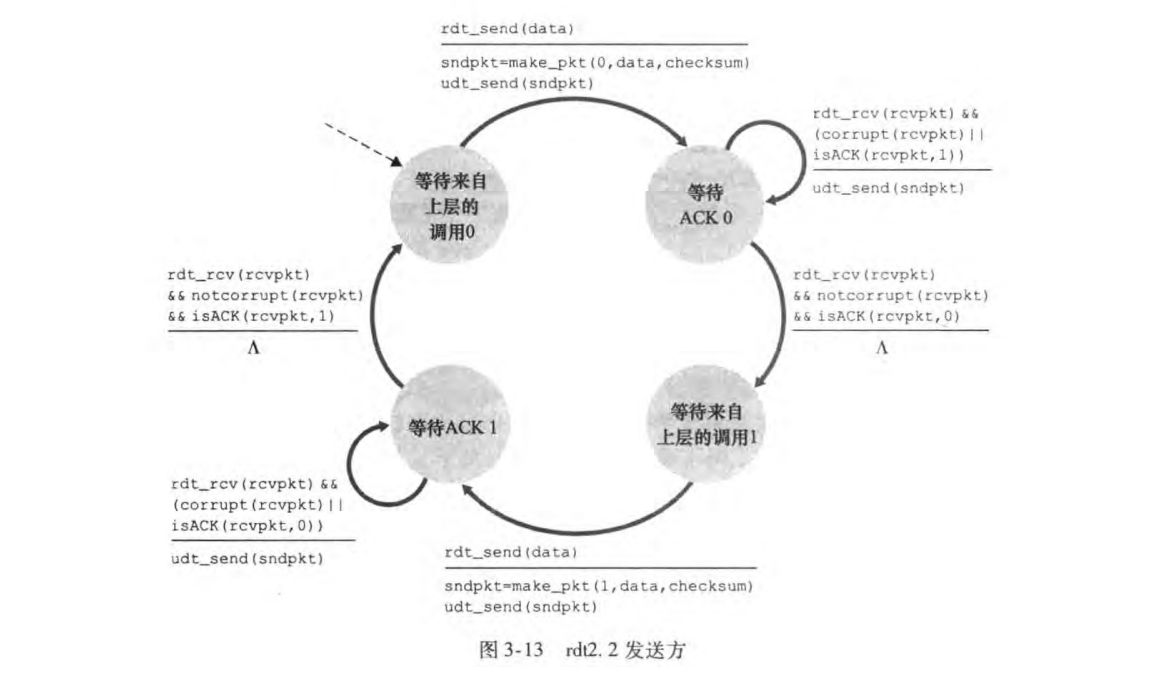 rdt_send(data)
sndpkt=make_pkt(0,data,checksum)
udt_send(sndpkt)
rdt_rcv(rcvpkt) &&
(corrupt(rcvpkt)||
isACK(rcvpkt,1))
udt_send(sndpkt)
等待来自
上层的
调用0
等待
ACK 0
rdt_rcv(rcvpkt)
&& notcorrupt(rcvpkt)
&& isACK(rcvpkt,1)
Λ
rdt_rcv(rcvpkt)
&& notcorrupt(rcvpkt)
&& isACK(rcvpkt,0)
Λ
等待ACK 1
等待来自
上层的调用1
rdt_rcv(rcvpkt) &&
(corrupt(rcvpkt)||
isACK(rcvpkt,0))
udt_send(sndpkt)
rdt_send(data)
sndpkt=make_pkt(1,data,checksum)
udt_send(sndpkt)
图 3-13 rdt2. 2 发送方